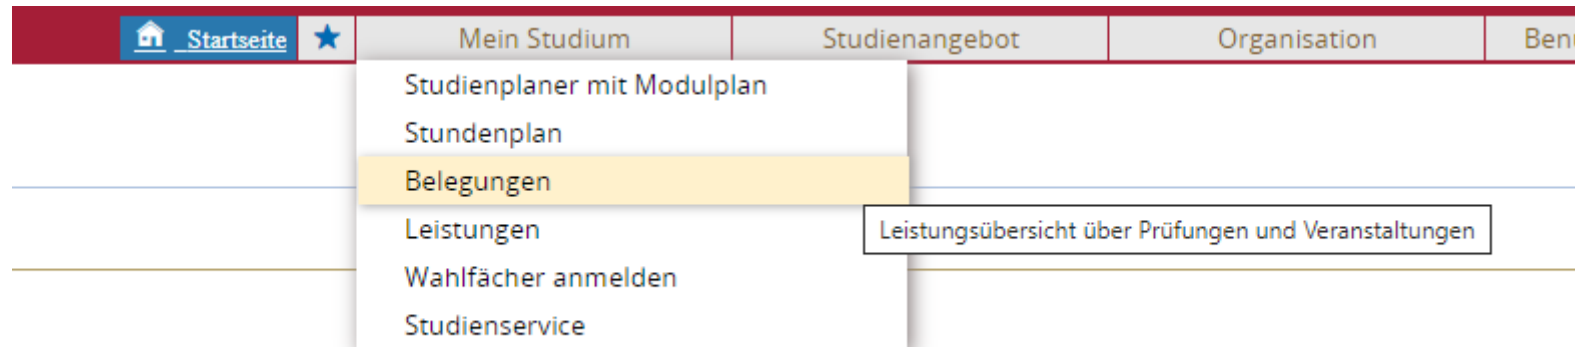 Startseite Mein Studium Studienangebot Organisation
Studienplaner mit Modulplan
Stundenplan
Belegungen
Leistungen
Leistungsübersicht über Prüfungen und Veranstaltungen
Wahlfächer anmelden
Studienservice